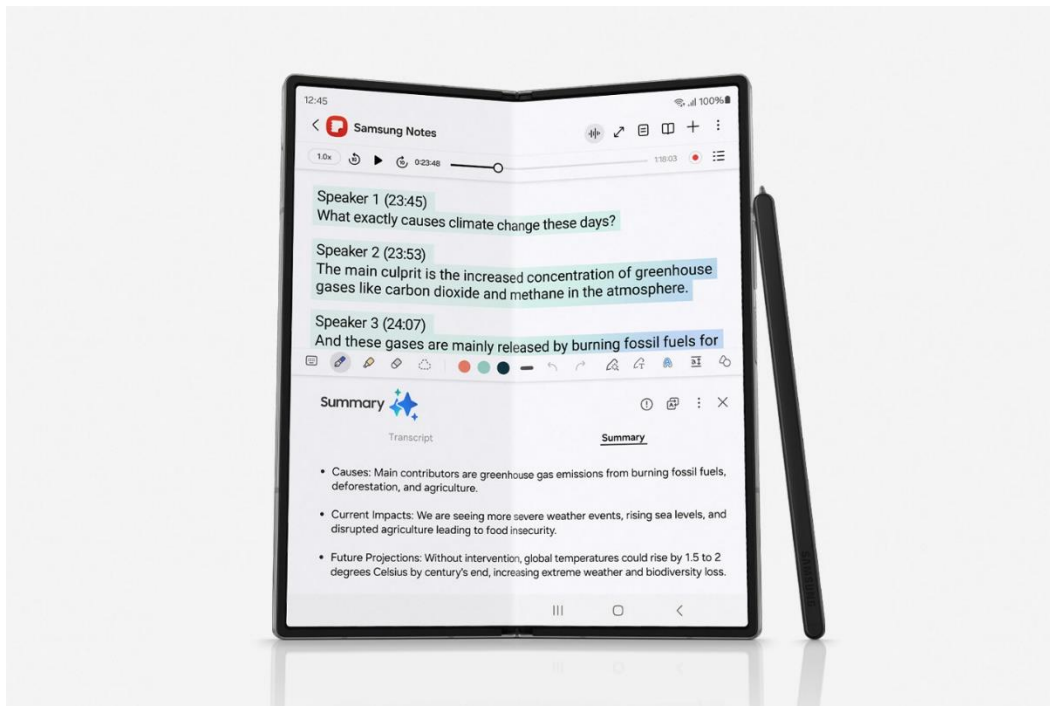 12:45
100%
Samsung Notes
1.0x
10
10
0:23:48
1:18:03
Speaker 1 (23:45)
What exactly causes climate change these days?
Speaker 2 (23:53)
The main culprit is the increased concentration of greenhouse
gases like carbon dioxide and methane in the atmosphere.
Speaker 3 (24:07)
And these gases are mainly released by burning fossil fuels for
Summary
Transcript
Summary
• Causes: Main contributors are greenhouse gas emissions from burning fossil fuels,
deforestation, and agriculture.
• Current Impacts: We are seeing more severe weather events, rising sea levels, and
disrupted agriculture leading to food insecurity.
• Future Projections: Without intervention, global temperatures could rise by 1.5 to 2
degrees Celsius by century's end, increasing extreme weather and biodiversity loss.
SAMSUNG